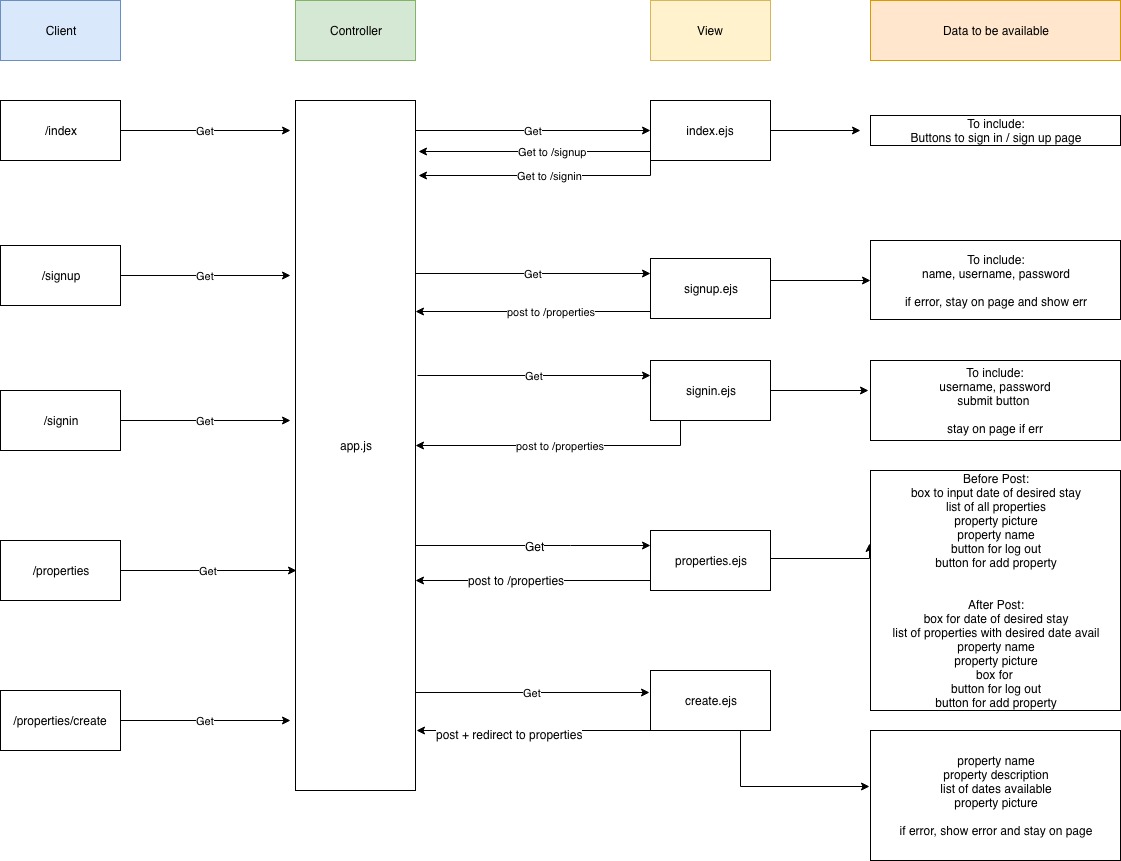 Client
Controller
View
Data to be available
/index
Get
Get
index.ejs
To include:
Buttons to sign in / sign up page
Get to /signup
Get to /signin
/signup
Get
Get
signup.ejs
post to /properties
To include:
name, username, password
if error, stay on page and show err
/signin
Get
Get
signin.ejs
post to /properties
To include:
username, password
submit button
stay on page if err
app.js
/properties
Get
Get
properties.ejs
post to /properties
Before Post:
box to input date of desired stay
list of all properties
property picture
property name
button for log out
button for add property
After Post:
box for date of desired stay
list of properties with desired date avail
property name
property picture
box for
button for log out
button for add property
/properties/create
Get
Get
create.ejs
post + redirect to properties
property name
property description
list of dates available
property picture
if error, show error and stay on page